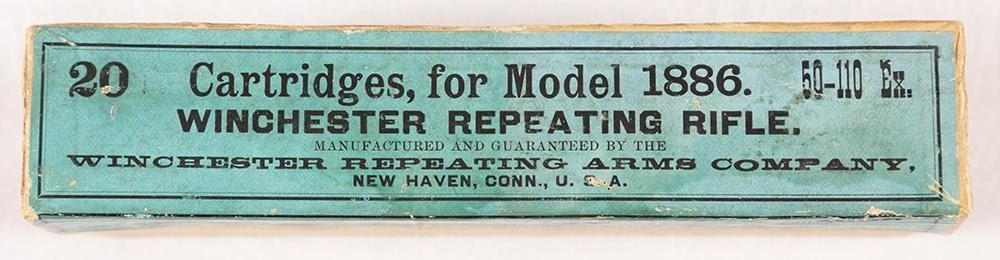 20 Cartridges, for Model 1886. 50-110 Ex.
WINCHESTER REPEATING RIFLE.
MANUFACTURED AND GUARANTEED BY THE
WINCHESTER REPEATING ARMS COMPANY,
NEW HAVEN, CONN., U. S. A.